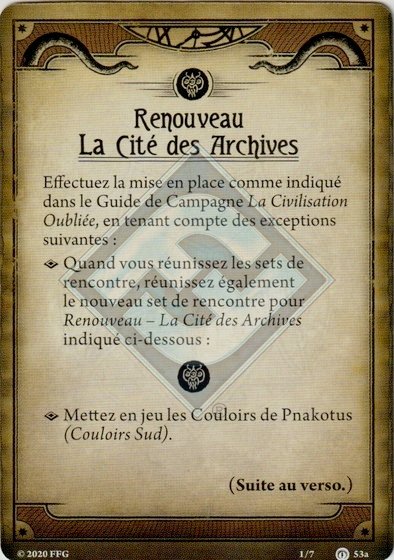 Renouveau
La Cité des Archives
Effectuez la mise en place comme indiqué
dans le Guide de Campagne La Civilisation
Oubliée, en tenant compte des exceptions
suivantes :
Quand vous réunissez les sets de
rencontre, réunissez également
le nouveau set de rencontre pour
Renouveau – La Cité des Archives
indiqué ci-dessous :
®
Mettez en jeu les Couloirs de Pnakotus
(Couloirs Sud).
(Suite au verso.)
© 2020 FFG 1/7 53a